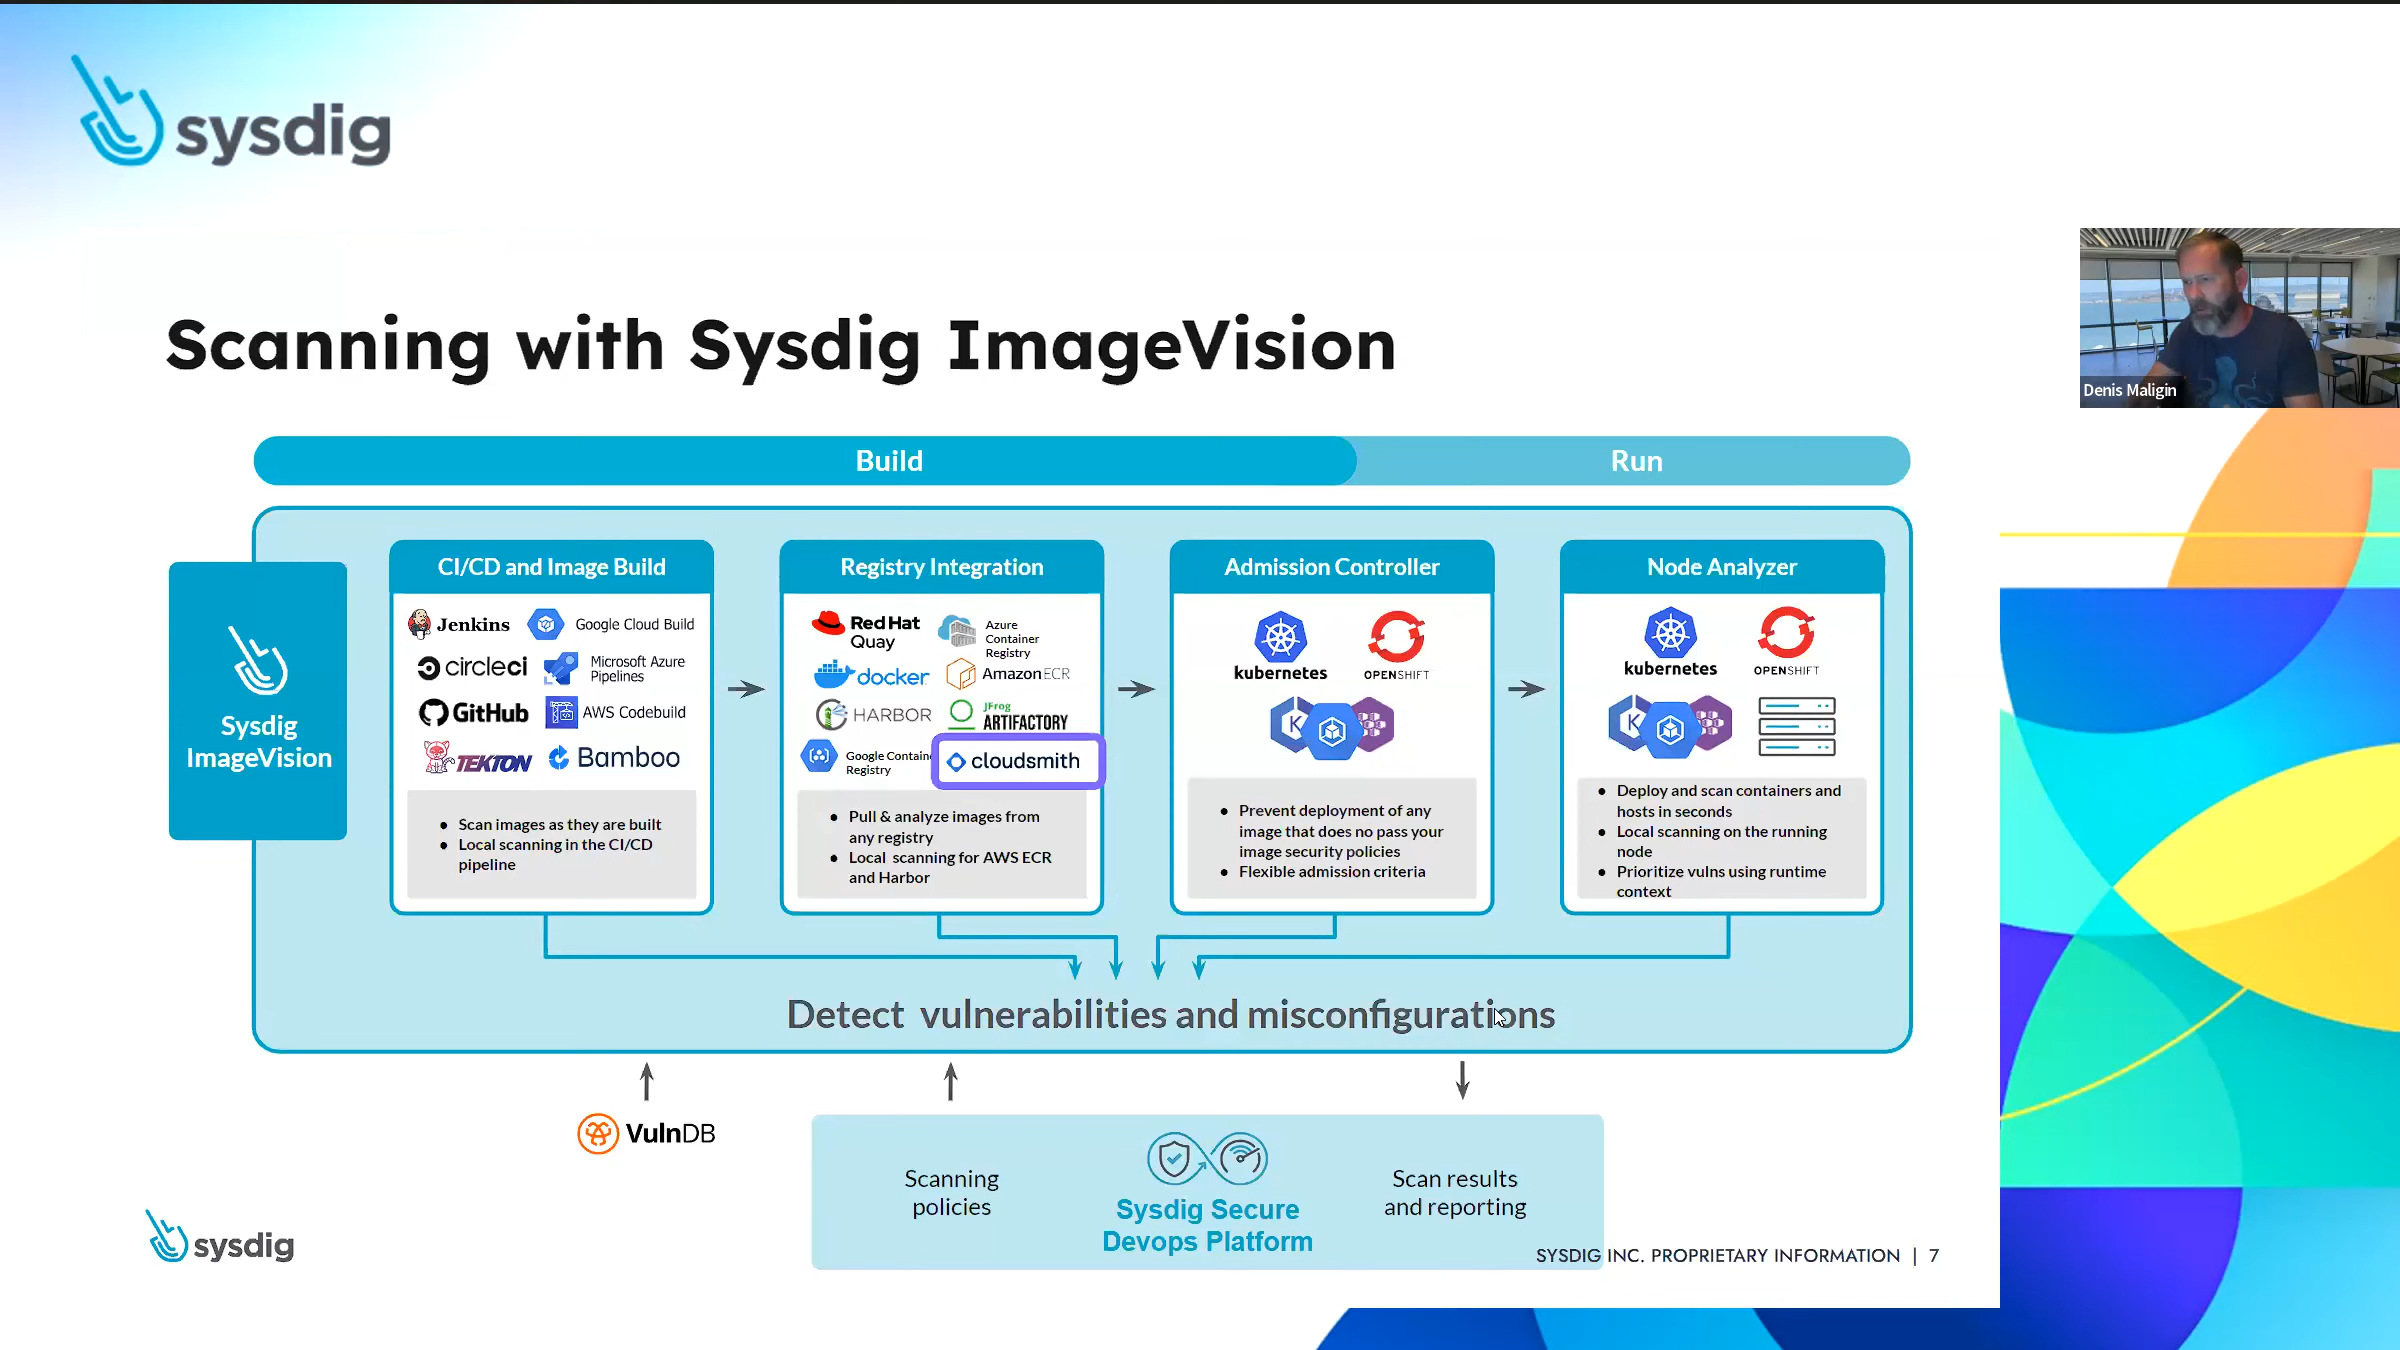 sysdig
Scanning with Sysdig ImageVision
Denis Maligin
Build
Run
Sysdig
ImageVision
CI/CD and Image Build
Jenkins
Google Cloud Build
circleci
Microsoft Azure
Pipelines
GitHub
AWS Codebuild
TEKTON
Bamboo
Scan images as they are built
Local scanning in the CI/CD
pipeline
Registry Integration
Red Hat
Quay
Azure
Container
Registry
docker
Amazon ECR
HARBOR
JFrog
ARTIFACTORY
Google Contain
Registry
cloudsmith
Pull & analyze images from
any registry
Local scanning for AWS ECR
and Harbor
Admission Controller
kubernetes
OPENSHIFT
K
Prevent deployment of any
image that does no pass your
image security policies
Flexible admission criteria
Node Analyzer
kubernetes
OPENSHIFT
K
Deploy and scan containers and
hosts in seconds
Local scanning on the running
node
Prioritize vulns using runtime
context
Detect vulnerabilities and misconfigurations
VulnDB
Scanning
policies
Sysdig Secure
Devops Platform
Scan results
and reporting
sysdig
SYSDIG INC. PROPRIETARY INFORMATION | 7